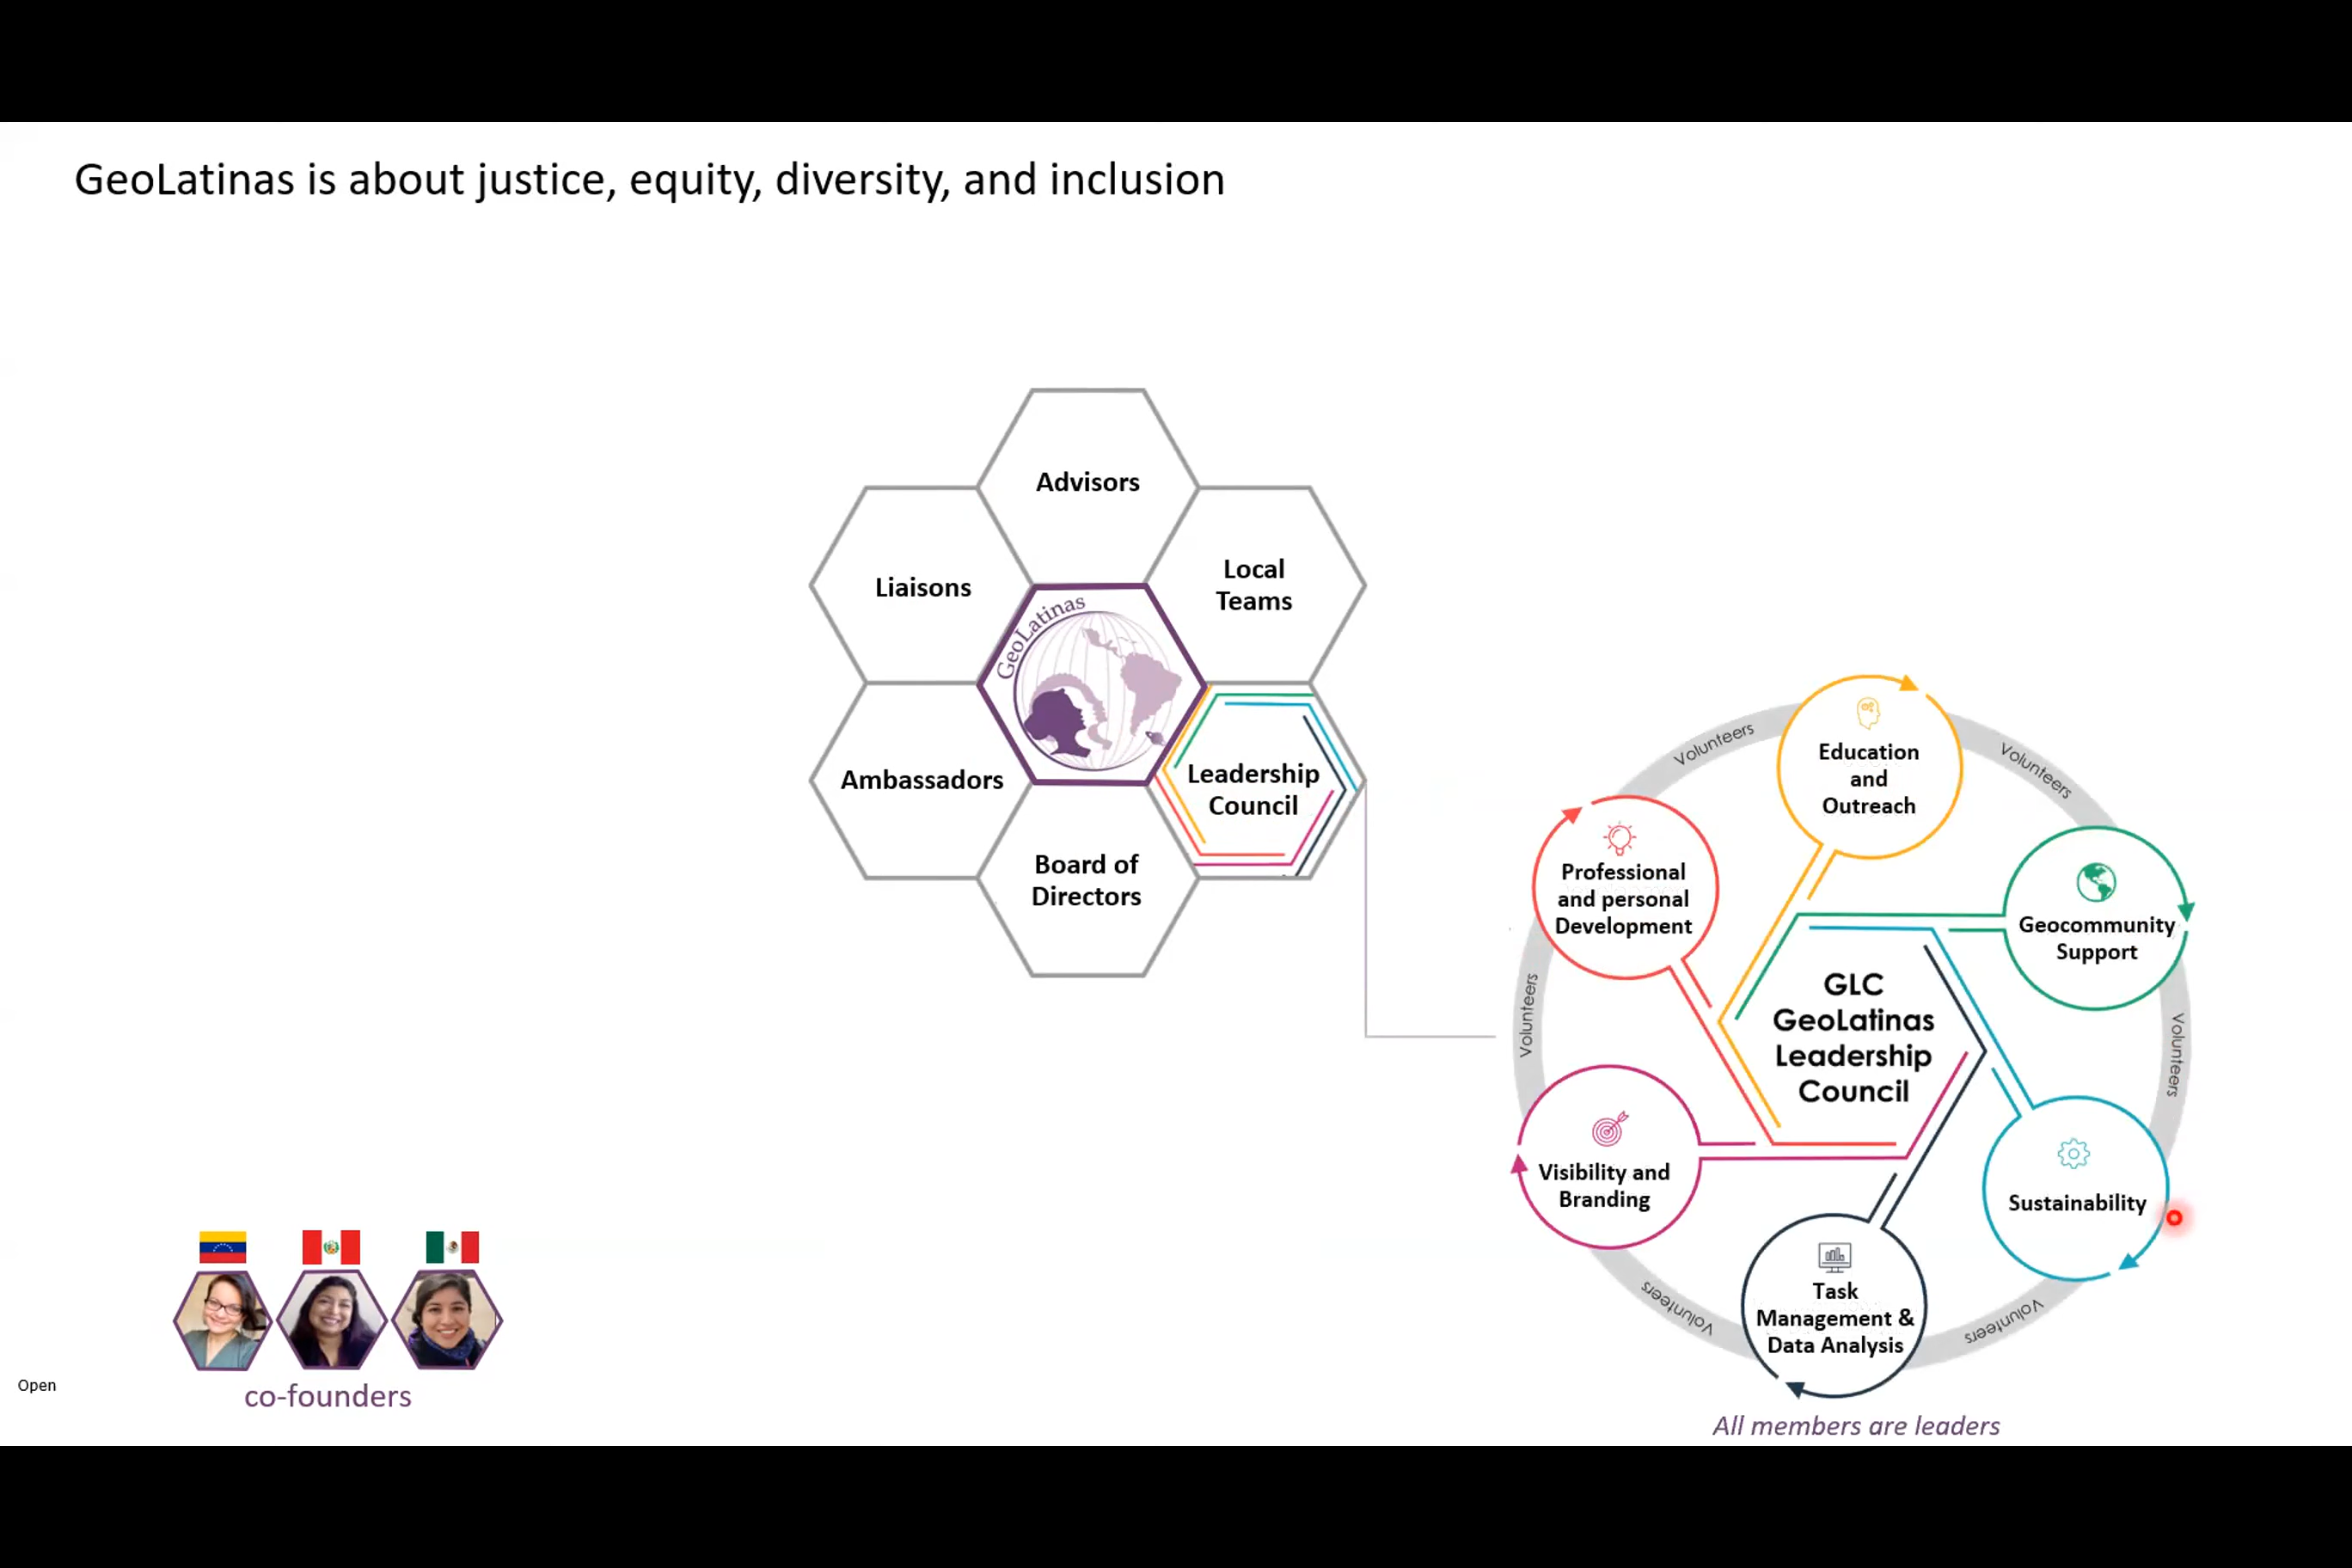 GeoLatinas is about justice, equity, diversity, and inclusion
Advisors
Liaisons
Local
Teams
GeoLatinas
Ambassadors
Leadership
Council
Board of
Directors
Volunteers
Education
and
Outreach
Volunteers
Professional
and personal
Development
Geocommunity
Support
Volunteers
GLC
GeoLatinas
Leadership
Council
Volunteers
Visibility and
Branding
Sustainability
Volunteers
Task
Management &
Data Analysis
Volunteers
All members are leaders
co-founders
Open